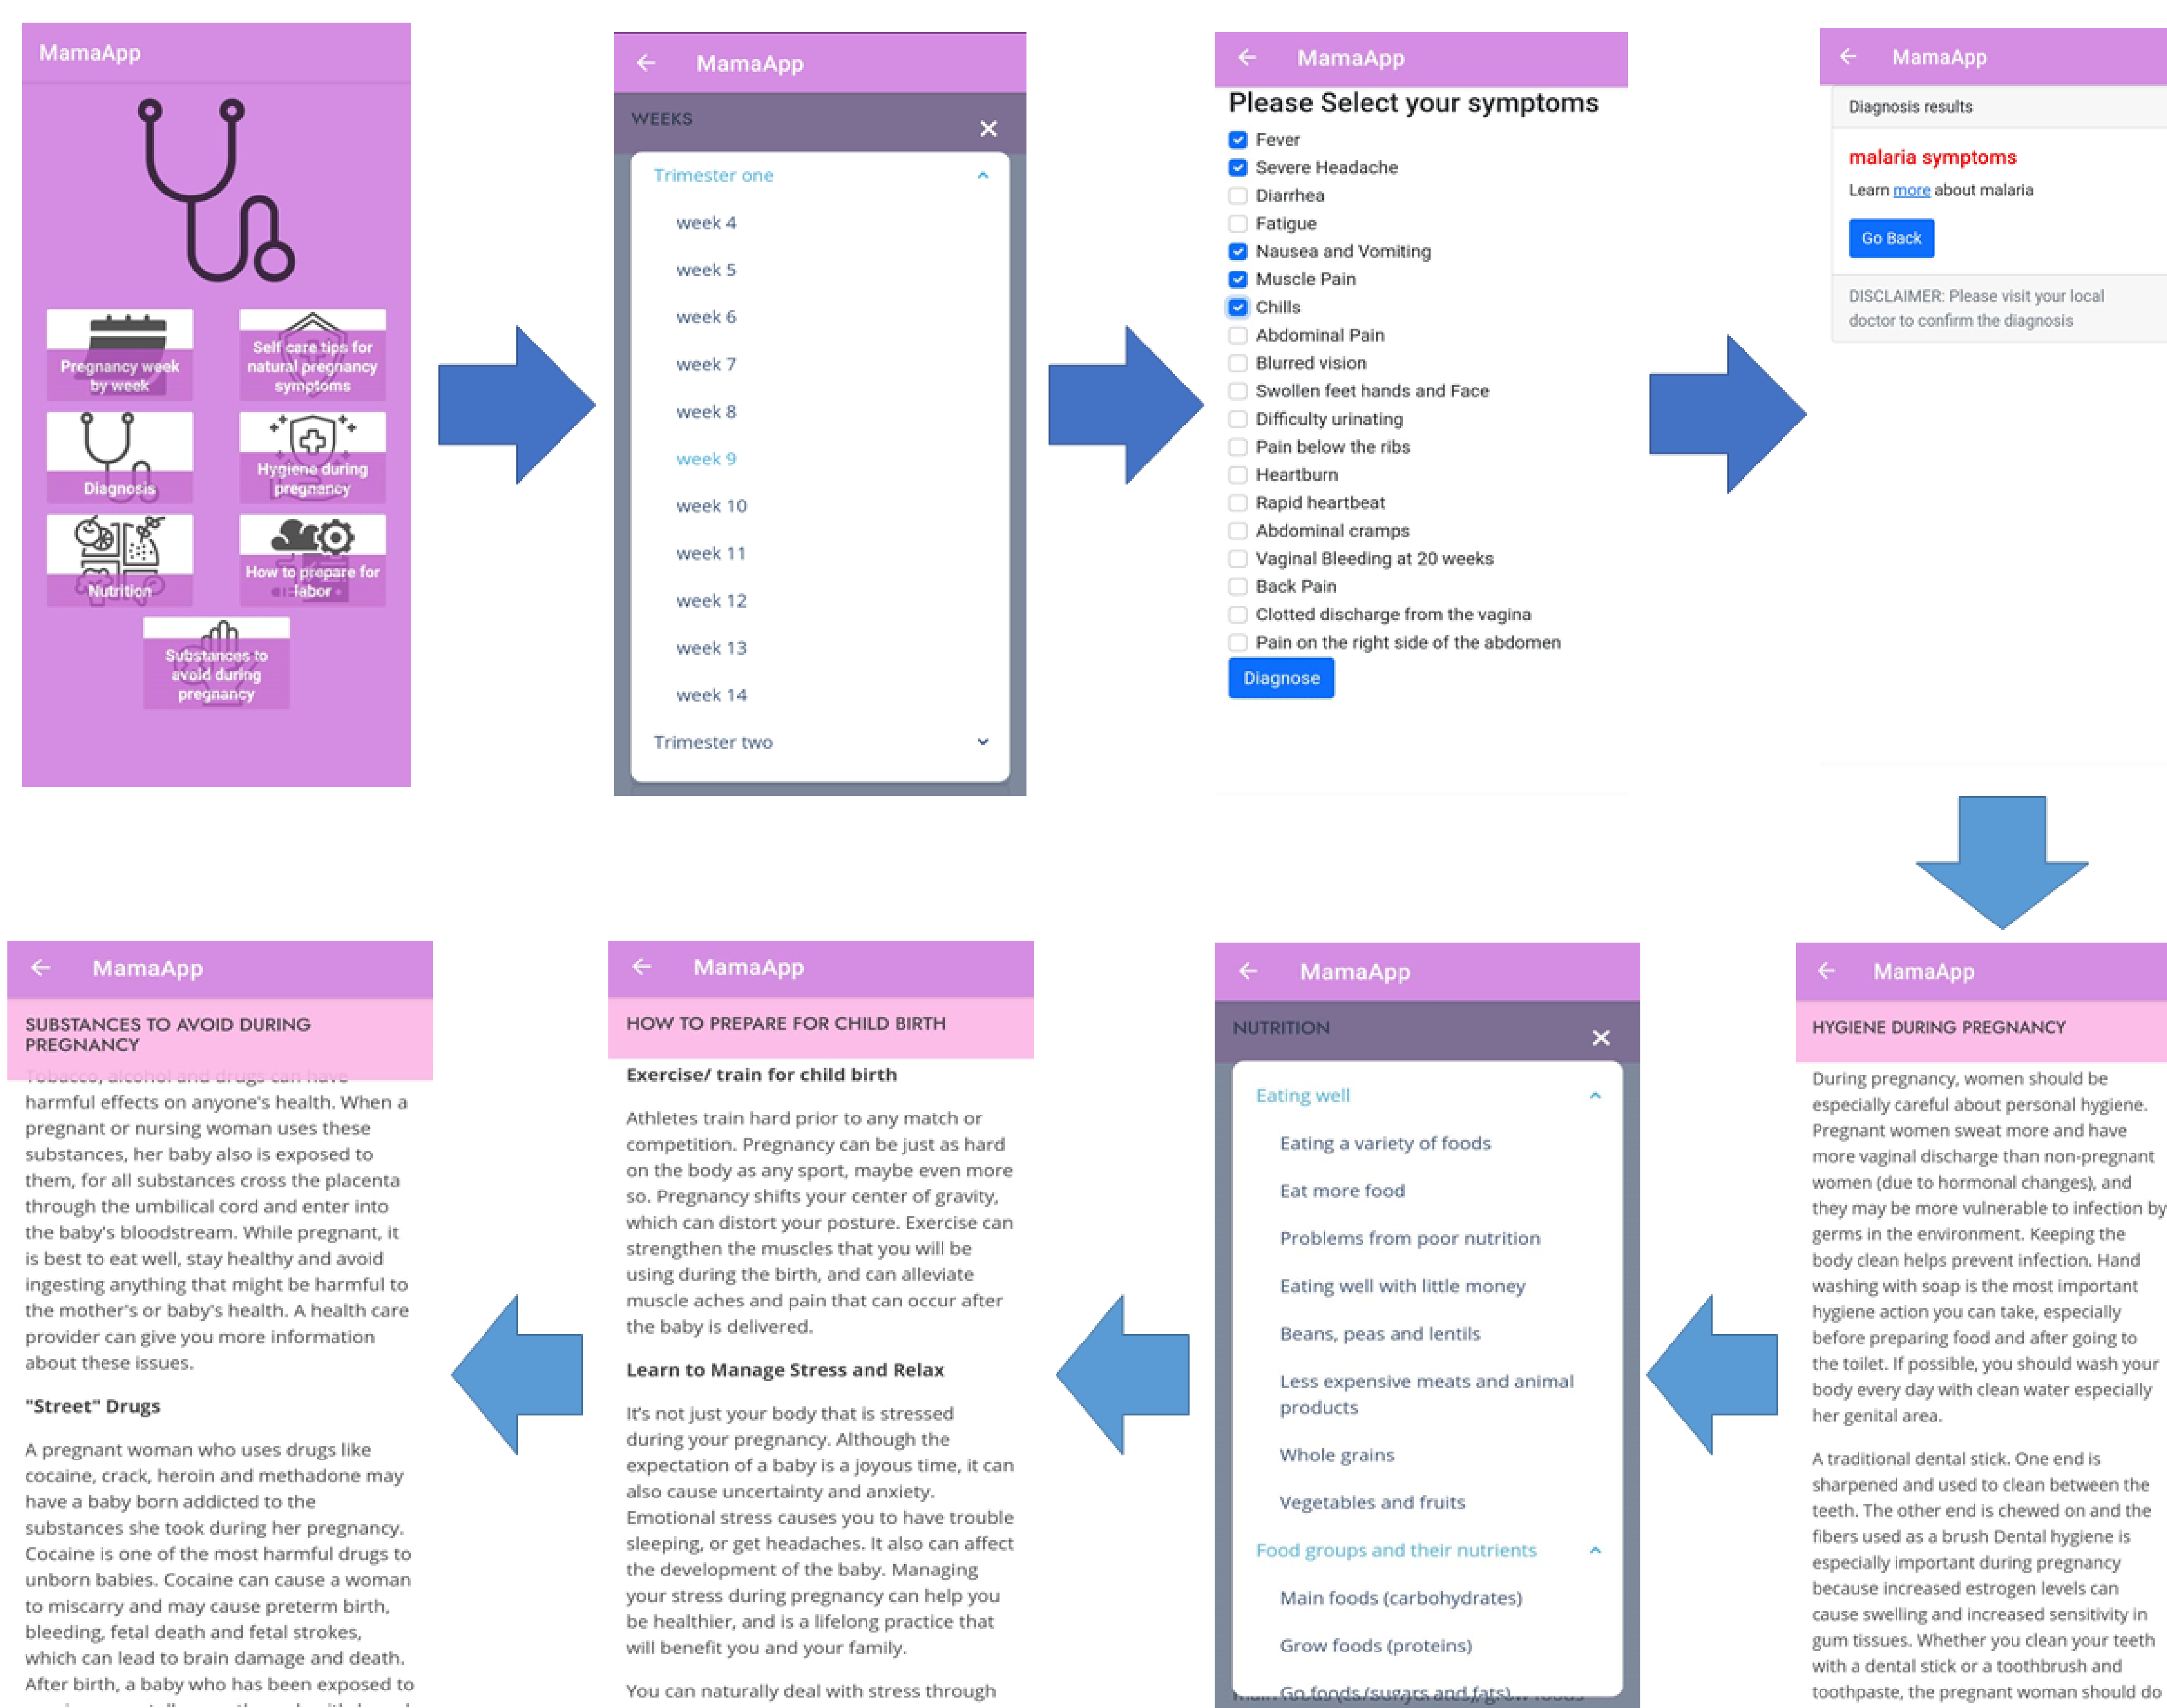 MamaApp
Pregnancy week
by week
Self care tips for
natural pregnancy
symptoms
Diagnosis
Hygiene during
pregnancy
Nutrition
How to prepare for
labor
Substances to
avoid during
pregnancy
MamaApp
WEEKS
Trimester one
week 4
week 5
week 6
week 7
week 8
week 9
week 10
week 11
week 12
week 13
week 14
Trimester two
MamaApp
Please Select your symptoms
Fever
Severe Headache
Diarrhea
Fatigue
Nausea and Vomiting
Muscle Pain
Chills
Abdominal Pain
Blurred vision
Swollen feet hands and Face
Difficulty urinating
Pain below the ribs
Heartburn
Rapid heartbeat
Abdominal cramps
Vaginal Bleeding at 20 weeks
Back Pain
Clotted discharge from the vagina
Pain on the right side of the abdomen
Diagnose
MamaApp
Diagnosis results
malaria symptoms
Learn more about malaria
Go Back
DISCLAIMER: Please visit your local
doctor to confirm the diagnosis
MamaApp
HYGIENE DURING PREGNANCY
During pregnancy, women should be
especially careful about personal hygiene.
Pregnant women sweat more and have
more vaginal discharge than non-pregnant
women (due to hormonal changes), and
they may be more vulnerable to infection by
germs in the environment. Keeping the
body clean helps prevent infection. Hand
washing with soap is the most important
hygiene action you can take, especially
before preparing food and after going to
the toilet. If possible, you should wash your
body every day with clean water especially
her genital area.
A traditional dental stick. One end is
sharpened and used to clean between the
teeth. The other end is chewed on and the
fibers used as a brush Dental hygiene is
especially important during pregnancy
because increased estrogen levels can
cause swelling and increased sensitivity in
gum tissues. Whether you clean your teeth
with a dental stick or a toothbrush and
toothpaste, the pregnant woman should do
MamaApp
NUTRITION
Eating well
Eating a variety of foods
Eat more food
Problems from poor nutrition
Eating well with little money
Beans, peas and lentils
Less expensive meats and animal
products
Whole grains
Vegetables and fruits
Food groups and their nutrients
Main foods (carbohydrates)
Grow foods (proteins)
Go foods (sugars and fats)
MamaApp
HOW TO PREPARE FOR CHILD BIRTH
Exercise/ train for child birth
Athletes train hard prior to any match or
competition. Pregnancy can be just as hard
on the body as any sport, maybe even more
so. Pregnancy shifts your center of gravity,
which can distort your posture. Exercise can
strengthen the muscles that you will be
using during the birth, and can alleviate
muscle aches and pain that can occur after
the baby is delivered.
Learn to Manage Stress and Relax
It's not just your body that is stressed
during your pregnancy. Although the
expectation of a baby is a joyous time, it can
also cause uncertainty and anxiety.
Emotional stress causes you to have trouble
sleeping, or get headaches. It also can affect
the development of the baby. Managing
your stress during pregnancy can help you
be healthier, and is a lifelong practice that
will benefit you and your family.
You can naturally deal with stress through
MamaApp
SUBSTANCES TO AVOID DURING
PREGNANCY
Tobacco, alcohol and drugs can have
harmful effects on anyone's health. When a
pregnant or nursing woman uses these
substances, her baby also is exposed to
them, for all substances cross the placenta
through the umbilical cord and enter into
the baby's bloodstream. While pregnant, it
is best to eat well, stay healthy and avoid
ingesting anything that might be harmful to
the mother's or baby's health. A health care
provider can give you more information
about these issues.
"Street" Drugs
A pregnant woman who uses drugs like
cocaine, crack, heroin and methadone may
have a baby born addicted to the
substances she took during her pregnancy.
Cocaine is one of the most harmful drugs to
unborn babies. Cocaine can cause a woman
to miscarry and may cause preterm birth,
bleeding, fetal death and fetal strokes,
which can lead to brain damage and death.
After birth, a baby who has been exposed to